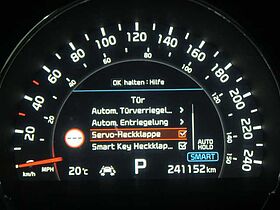 OK halten : Hilfe
Tür
Autom. Türverriegel...
Autom. Entriegelung
Servo-Heckklappe
Smart Key Heckklap...
AUTO HOLD
SMART
20
40
60
80
100
120
140
160
180
200
220
240
km/h
MPH
20°C
P
241152km